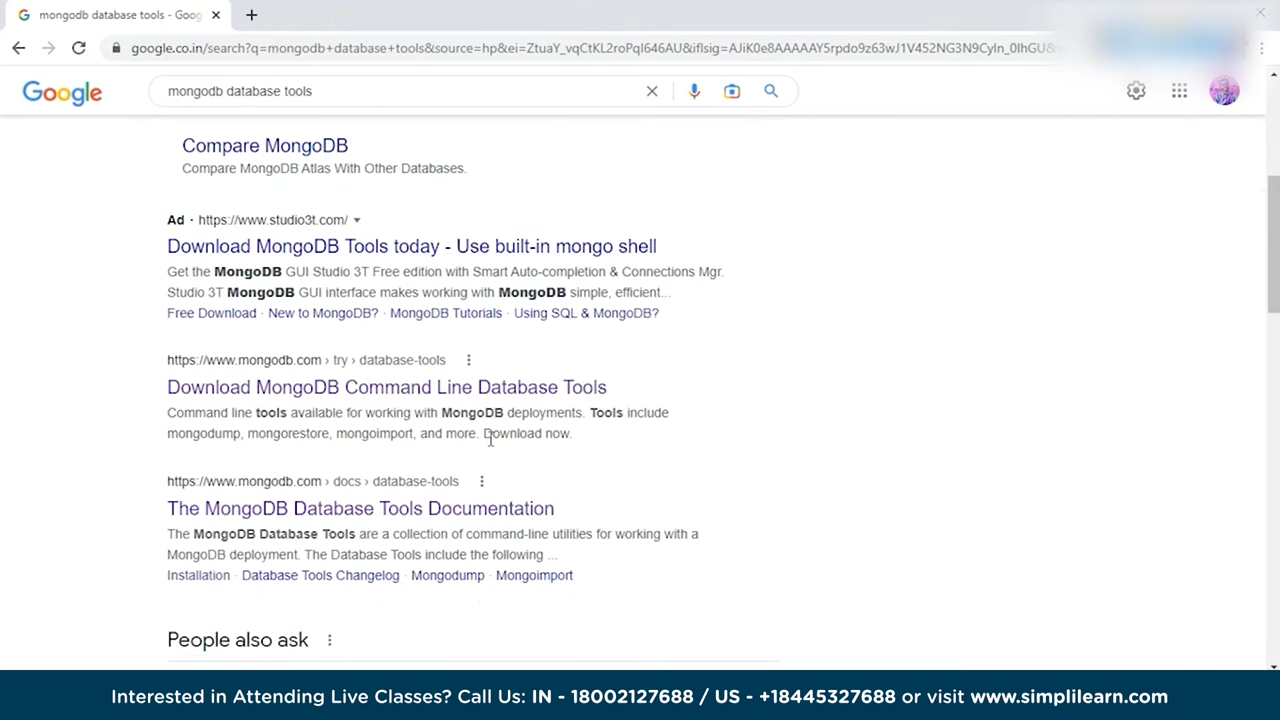 mongodb database tools - Goog
google.co.in/search?q=mongodb+database+tools&source=hp&ei=ZtuaY_vqCtKL2roPqI646AU&iflsig=AJiK0e8AAAAAY5rpdo9z63wJ1V452NG3N9CyIn_0IhGU&
Google
mongodb database tools
Compare MongoDB
Compare MongoDB Atlas With Other Databases.
Ad · https://www.studio3t.com/
Download MongoDB Tools today - Use built-in mongo shell
Get the MongoDB GUI Studio 3T Free edition with Smart Auto-completion & Connections Mgr.
Studio 3T MongoDB GUI interface makes working with MongoDB simple, efficient...
Free Download · New to MongoDB? · MongoDB Tutorials · Using SQL & MongoDB?
https://www.mongodb.com › try › database-tools
Download MongoDB Command Line Database Tools
Command line tools available for working with MongoDB deployments. Tools include
mongodump, mongorestore, mongoimport, and more. Download now.
https://www.mongodb.com › docs › database-tools
The MongoDB Database Tools Documentation
The MongoDB Database Tools are a collection of command-line utilities for working with a
MongoDB deployment. The Database Tools include the following ...
Installation · Database Tools Changelog · Mongodump · Mongoimport
People also ask
Interested in Attending Live Classes? Call Us: IN - 18002127688 / US - +18445327688 or visit www.simplilearn.com